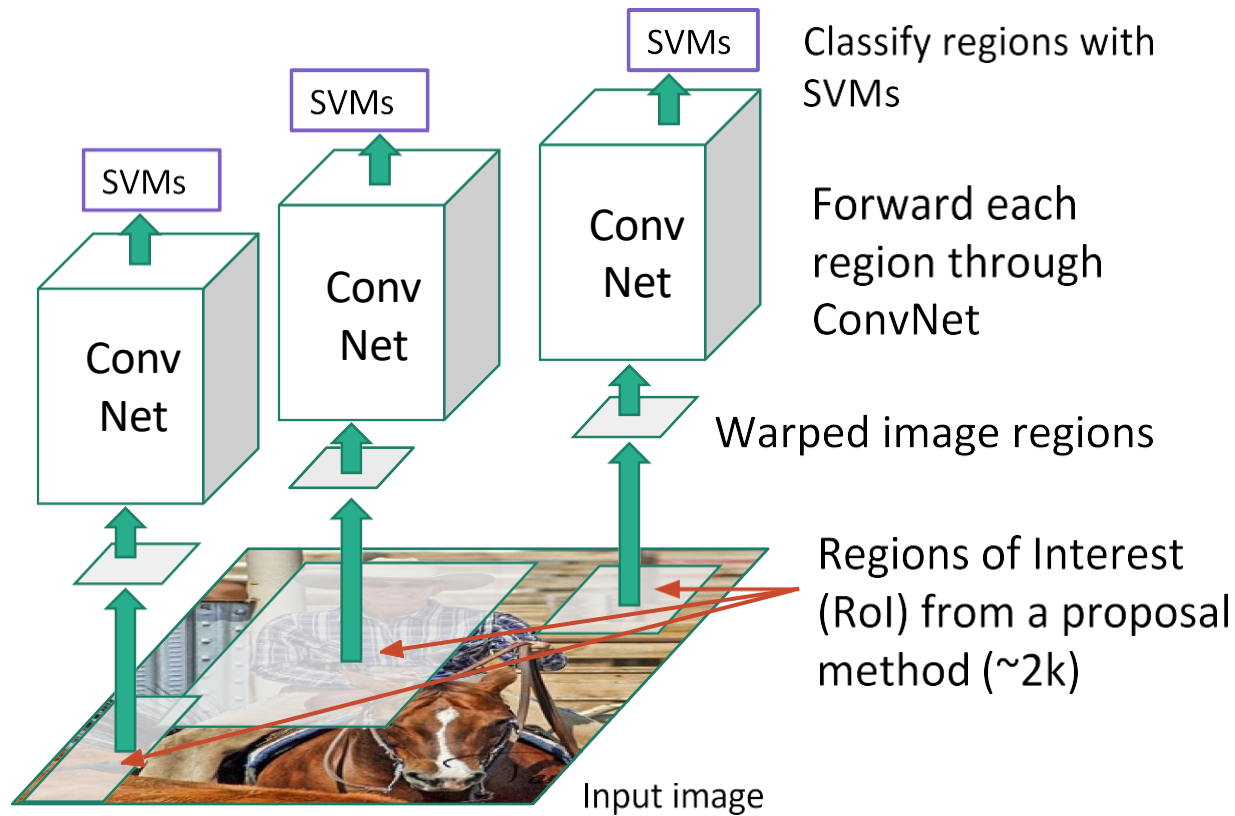 SVMs
Classify regions with
SVMs
SVMs
SVMs
Conv
Net
Forward each
region through
ConvNet
Conv
Net
Conv
Net
Warped image regions
Regions of Interest
(RoI) from a proposal
method (~2k)
Input image